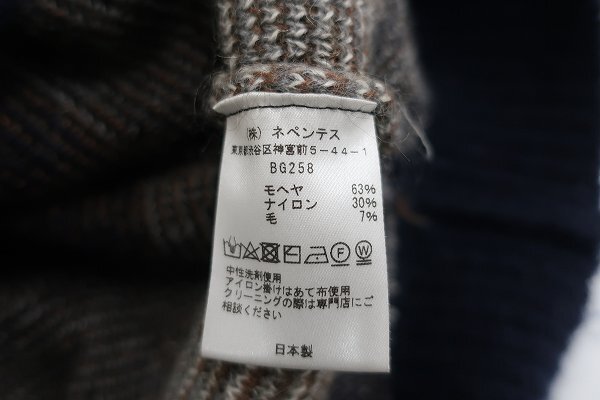 (株) ネペンテス
東京都渋谷区神宮前5-44-1
BG258
モヘヤ 63%
ナイロン 30%
毛 7%
F W
中性洗剤使用
アイロン掛けはあて布使用
クリーニングの際は専門店にご
相談ください
日本製